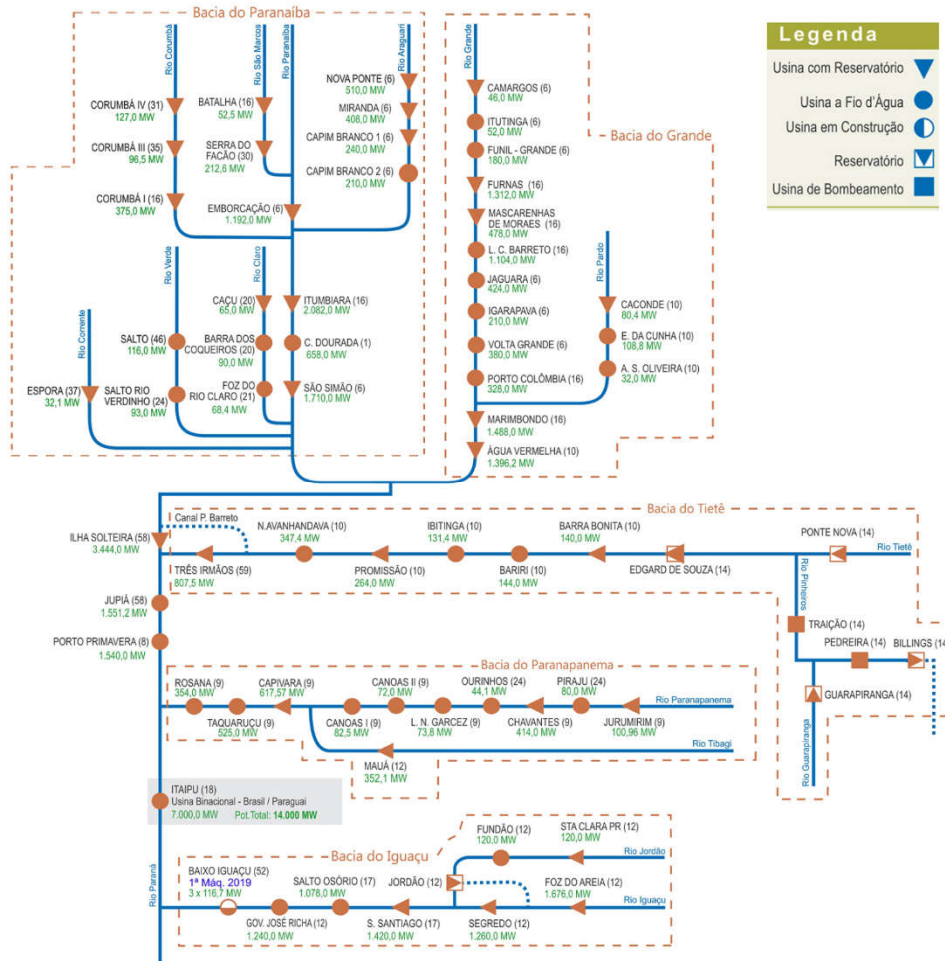 Bacia do Paranaíba
Rio Corumbá
Rio São Marcos
Rio Paranaíba
Rio Araguari
CORUMBÁ IV (31)
127,0 MW
CORUMBÁ III (35)
96,5 MW
CORUMBÁ I (16)
375,0 MW
BATALHA (16)
52,5 MW
SERRA DO
FACÃO (30)
212,6 MW
EMBORCAÇÃO (6)
1.192,0 MW
NOVA PONTE (6)
510,0 MW
MIRANDA (6)
408,0 MW
CAPIM BRANCO 1 (6)
240,0 MW
CAPIM BRANCO 2 (6)
210,0 MW
Rio Corrente
Rio Verde
Rio Claro
ESPORA (37)
32,1 MW
SALTO (46)
116,0 MW
SALTO RIO
VERDINHO (24)
93,0 MW
CAÇU (20)
65,0 MW
BARRA DOS
COQUEIROS (20)
90,0 MW
FOZ DO
RIO CLARO (21)
68,4 MW
ITUMBIARA (16)
2.082,0 MW
C. DOURADA (1)
658,0 MW
SÃO SIMÃO (6)
1.710,0 MW
Bacia do Grande
Rio Grande
CAMARGOS (6)
46,0 MW
ITUTINGA (6)
52,0 MW
FUNIL - GRANDE (6)
180,0 MW
FURNAS (16)
1.312,0 MW
MASCARENHAS
DE MORAES (16)
478,0 MW
L. C. BARRETO (16)
1.104,0 MW
JAGUARA (6)
424,0 MW
IGARAPAVA (6)
210,0 MW
VOLTA GRANDE (6)
380,0 MW
PORTO COLÔMBIA (16)
328,0 MW
MARIMBONDO (16)
1.488,0 MW
ÁGUA VERMELHA (10)
1.396,2 MW
Rio Pardo
CACONDE (10)
80,4 MW
E. DA CUNHA (10)
108,8 MW
A. S. OLIVEIRA (10)
32,0 MW
Legenda
Usina com Reservatório
Usina a Fio d'Água
Usina em Construção
Reservatório
Usina de Bombeamento
Bacia do Tietê
Canal P. Barreto
ILHA SOLTEIRA (58)
3.444,0 MW
TRÊS IRMÃOS (59)
807,5 MW
N.AVANHANDAVA (10)
347,4 MW
PROMISSÃO (10)
264,0 MW
IBITINGA (10)
131,4 MW
BARIRI (10)
144,0 MW
BARRA BONITA (10)
140,0 MW
EDGARD DE SOUZA (14)
PONTE NOVA (14)
Rio Tietê
Rio Pinheiros
TRAIÇÃO (14)
PEDREIRA (14)
BILLINGS (14
GUARAPIRANGA (14)
Rio Guarapiranga
JUPIÁ (58)
1.551,2 MW
PORTO PRIMAVERA (8)
1.540,0 MW
Bacia do Paranapanema
ROSANA (9)
354,0 MW
TAQUARUÇU (9)
525,0 MW
CAPIVARA (9)
617,57 MW
CANOAS I (9)
82,5 MW
CANOAS II (9)
72,0 MW
L. N. GARCEZ (9)
73,8 MW
OURINHOS (24)
44,1 MW
CHAVANTES (9)
414,0 MW
PIRAJU (24)
80,0 MW
JURUMIRIM (9)
100,96 MW
Rio Paranapanema
Rio Tibagi
MAUÁ (12)
352,1 MW
ITAIPU (18)
Usina Binacional - Brasil / Paraguai
7.000,0 MW Pot.Total: 14.000 MW
Rio Paraná
Bacia do Iguaçu
FUNDÃO (12)
120,0 MW
STA CLARA PR (12)
120,0 MW
Rio Jordão
BAIXO IGUAÇU (52)
1ª Máq. 2019
3 x 116,7 MW
GOV. JOSÉ RICHA (12)
1.240,0 MW
SALTO OSÓRIO (17)
1.078,0 MW
S. SANTIAGO (17)
1.420,0 MW
JORDÃO (12)
SEGREDO (12)
1.260,0 MW
FOZ DO AREIA (12)
1.676,0 MW
Rio Iguaçu